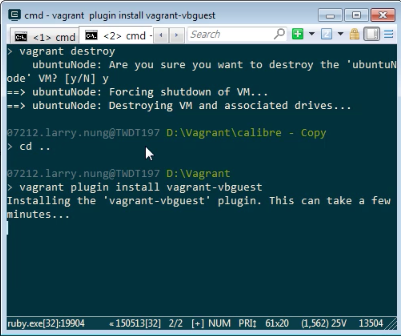 cmd - vagrant plugin install vagrant-vbguest
<1> cmd
<2> cmd -
Search
> vagrant destroy
ubuntuNode: Are you sure you want to destroy the 'ubuntuN
ode' VM? [y/N] y
==> ubuntuNode: Forcing shutdown of VM...
==> ubuntuNode: Destroying VM and associated drives...
07212.larry.nung@TWDT197 D:\Vagrant\calibre - Copy
> cd ..
07212.larry.nung@TWDT197 D:\Vagrant
> vagrant plugin install vagrant-vbguest
Installing the 'vagrant-vbguest' plugin. This can take a few
minutes...
ruby.exe[32]:19904 «150513[32] 2/2 [+] NUM PRI‡ 61x20 (1,562) 25V 13504